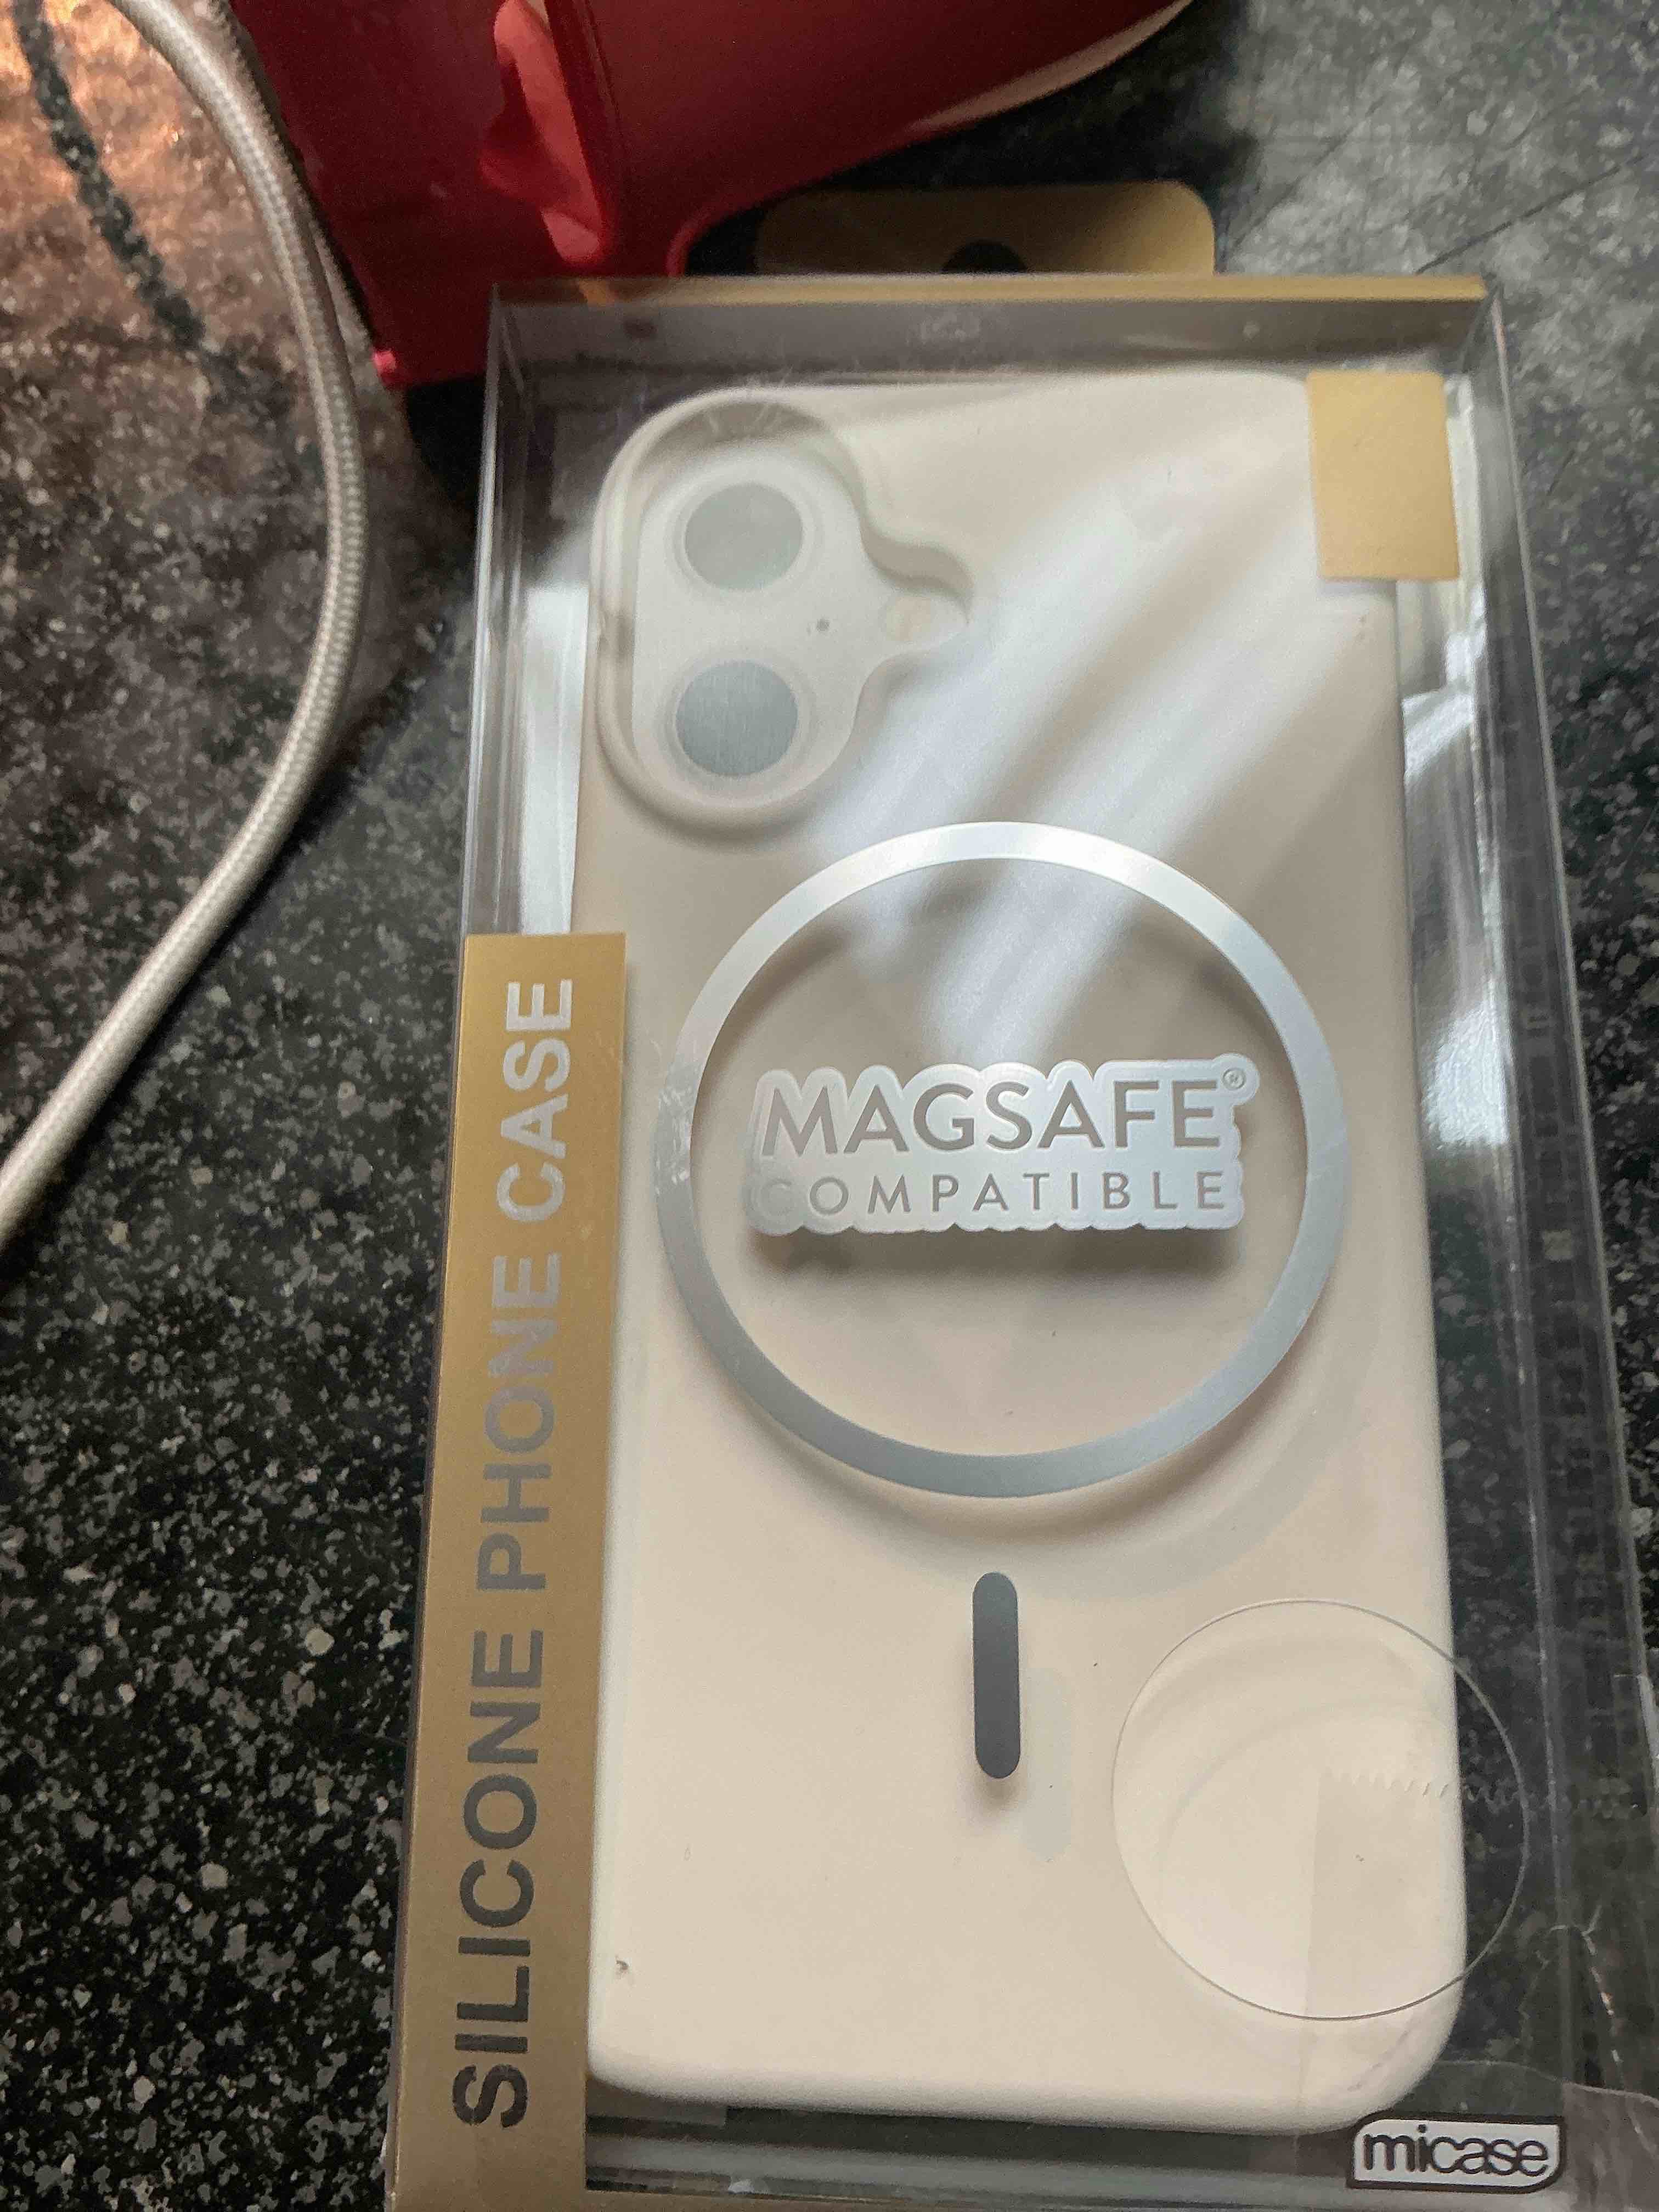 SILICONE PHONE CASE
MAGSAFE®
COMPATIBLE
micase